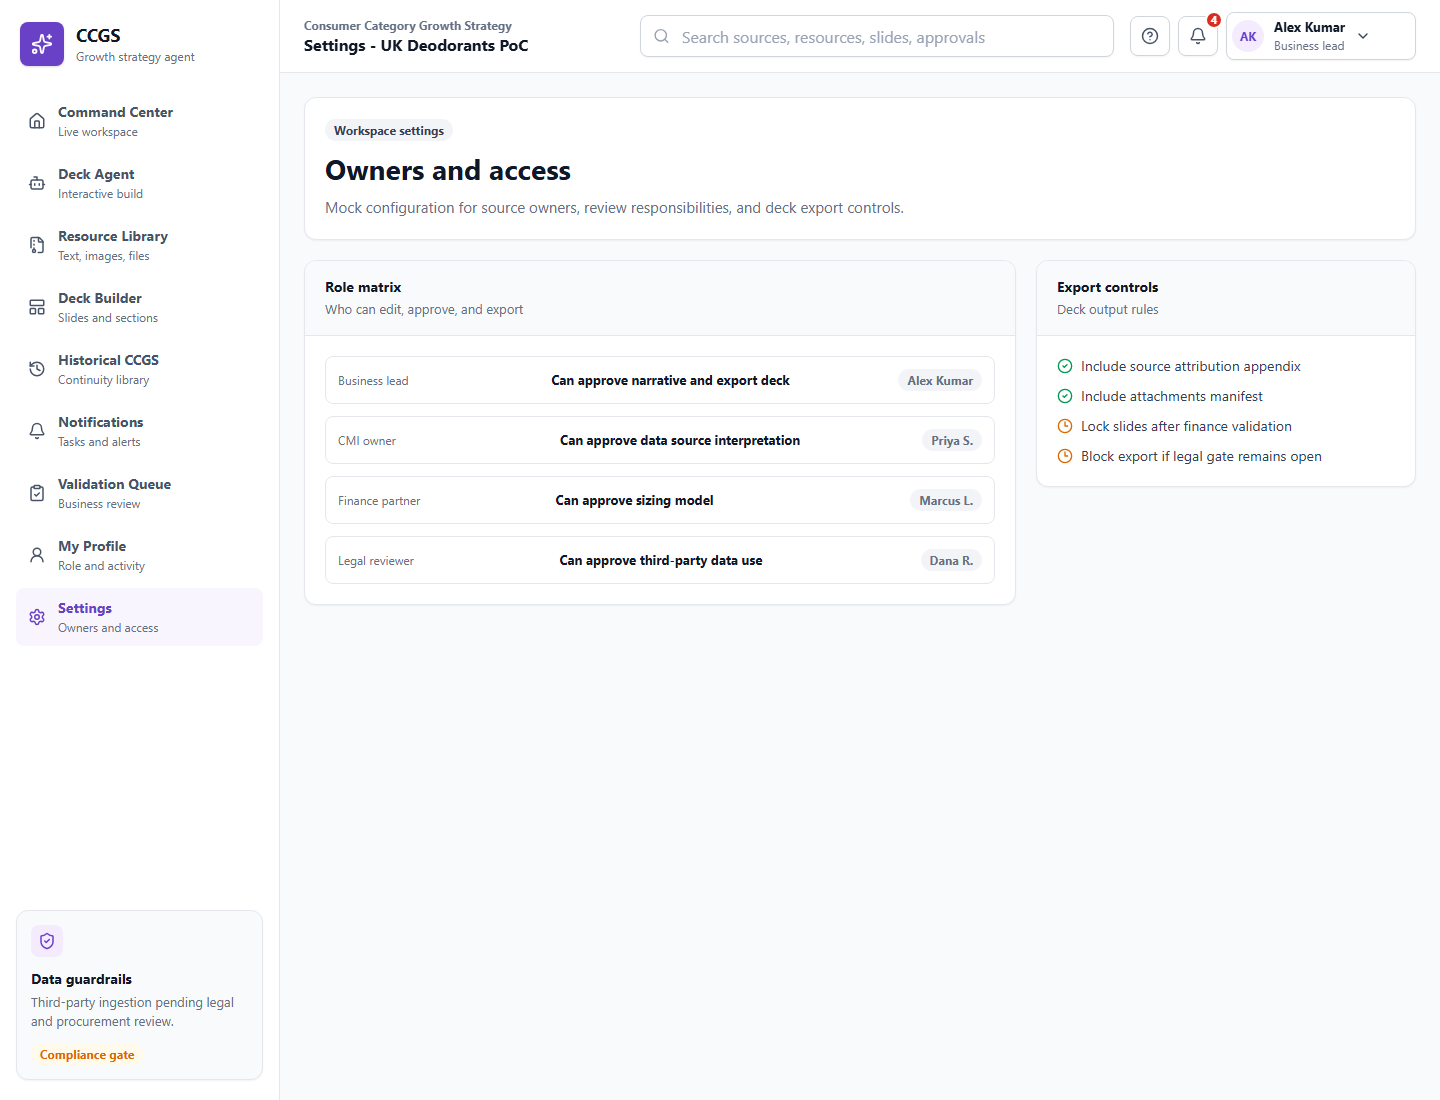 CCGS
Growth strategy agent
Command Center
Live workspace
Deck Agent
Interactive build
Resource Library
Text, images, files
Deck Builder
Slides and sections
Historical CCGS
Continuity library
Notifications
Tasks and alerts
Validation Queue
Business review
My Profile
Role and activity
Settings
Owners and access
Data guardrails
Third-party ingestion pending legal
and procurement review.
Compliance gate
Consumer Category Growth Strategy
Settings - UK Deodorants PoC
Search sources, resources, slides, approvals
4
AK
Alex Kumar
Business lead
Workspace settings
Owners and access
Mock configuration for source owners, review responsibilities, and deck export controls.
Role matrix
Who can edit, approve, and export
Business lead Can approve narrative and export deck Alex Kumar
CMI owner Can approve data source interpretation Priya S.
Finance partner Can approve sizing model Marcus L.
Legal reviewer Can approve third-party data use Dana R.
Export controls
Deck output rules
Include source attribution appendix
Include attachments manifest
Lock slides after finance validation
Block export if legal gate remains open